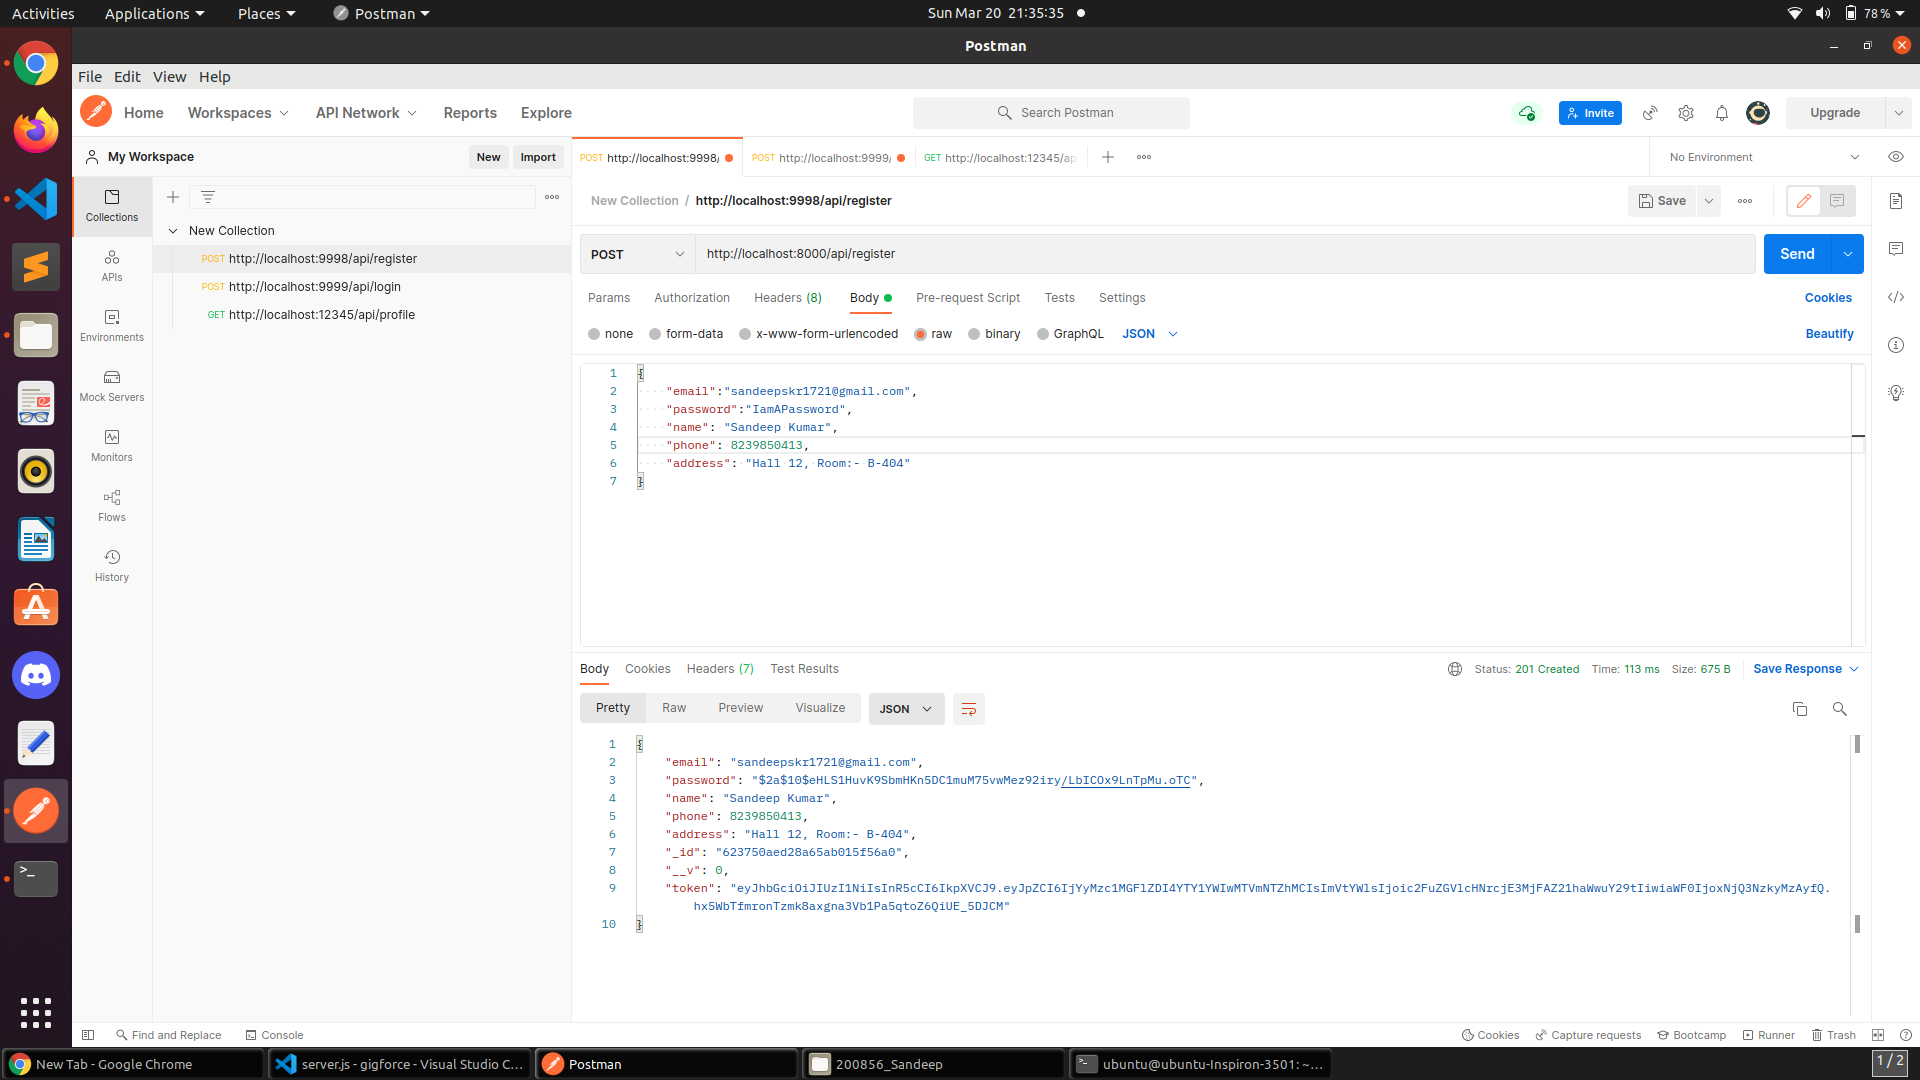 Activities Applications Places Postman Sun Mar 20 21:35:35 78 %
Postman
File Edit View Help
Home Workspaces API Network Reports Explore Search Postman Invite Upgrade
My Workspace New Import POST http://localhost:9998/ POST http://localhost:9999/ GET http://localhost:12345/ap No Environment
Collections
New Collection / http://localhost:9998/api/register Save
New Collection
POST http://localhost:9998/api/register
POST http://localhost:9999/api/login
GET http://localhost:12345/api/profile
APIs
Environments
Mock Servers
Monitors
Flows
History
POST http://localhost:8000/api/register Send
Params Authorization Headers (8) Body Pre-request Script Tests Settings Cookies
none form-data x-www-form-urlencoded raw binary GraphQL JSON Beautify
1 {
2 "email":"sandeepskr1721@gmail.com",
3 "password":"IamAPassword",
4 "name": "Sandeep Kumar",
5 "phone": 8239850413,
6 "address": "Hall 12, Room:- B-404"
7 }
Body Cookies Headers (7) Test Results Status: 201 Created Time: 113 ms Size: 675 B Save Response
Pretty Raw Preview Visualize JSON
1 {
2 "email": "sandeepskr1721@gmail.com",
3 "password": "$2a$10$eHLS1HuvK9SbmHKn5DC1muM75vwMez92iry/LbICOx9LnTpMu.oTC",
4 "name": "Sandeep Kumar",
5 "phone": 8239850413,
6 "address": "Hall 12, Room:- B-404",
7 "_id": "623750aed28a65ab015f56a0",
8 "__v": 0,
9 "token": "eyJhbGciOiJIUzI1NiIsInR5cCI6IkpXVCJ9.eyJpZCI6IjYyMzc1MGFlZDI4YTY1YWIwMTVmNTZhMCIsImVtYWlsIjoic2FuZGVlcHNrcjE3MjFAZ21haWwuY29tIiwiaWF0IjoxNjQ3NzkyMzAyfQ.
hx5WbTfmronTzmk8axgna3Vb1Pa5qtoZ6QiUE_5DJCM"
10 }
Find and Replace Console Cookies Capture requests Bootcamp Runner Trash
New Tab - Google Chrome server.js - gigforce - Visual Studio C... Postman 200856_Sandeep ubuntu@ubuntu-Inspiron-3501: ~... 1 / 2